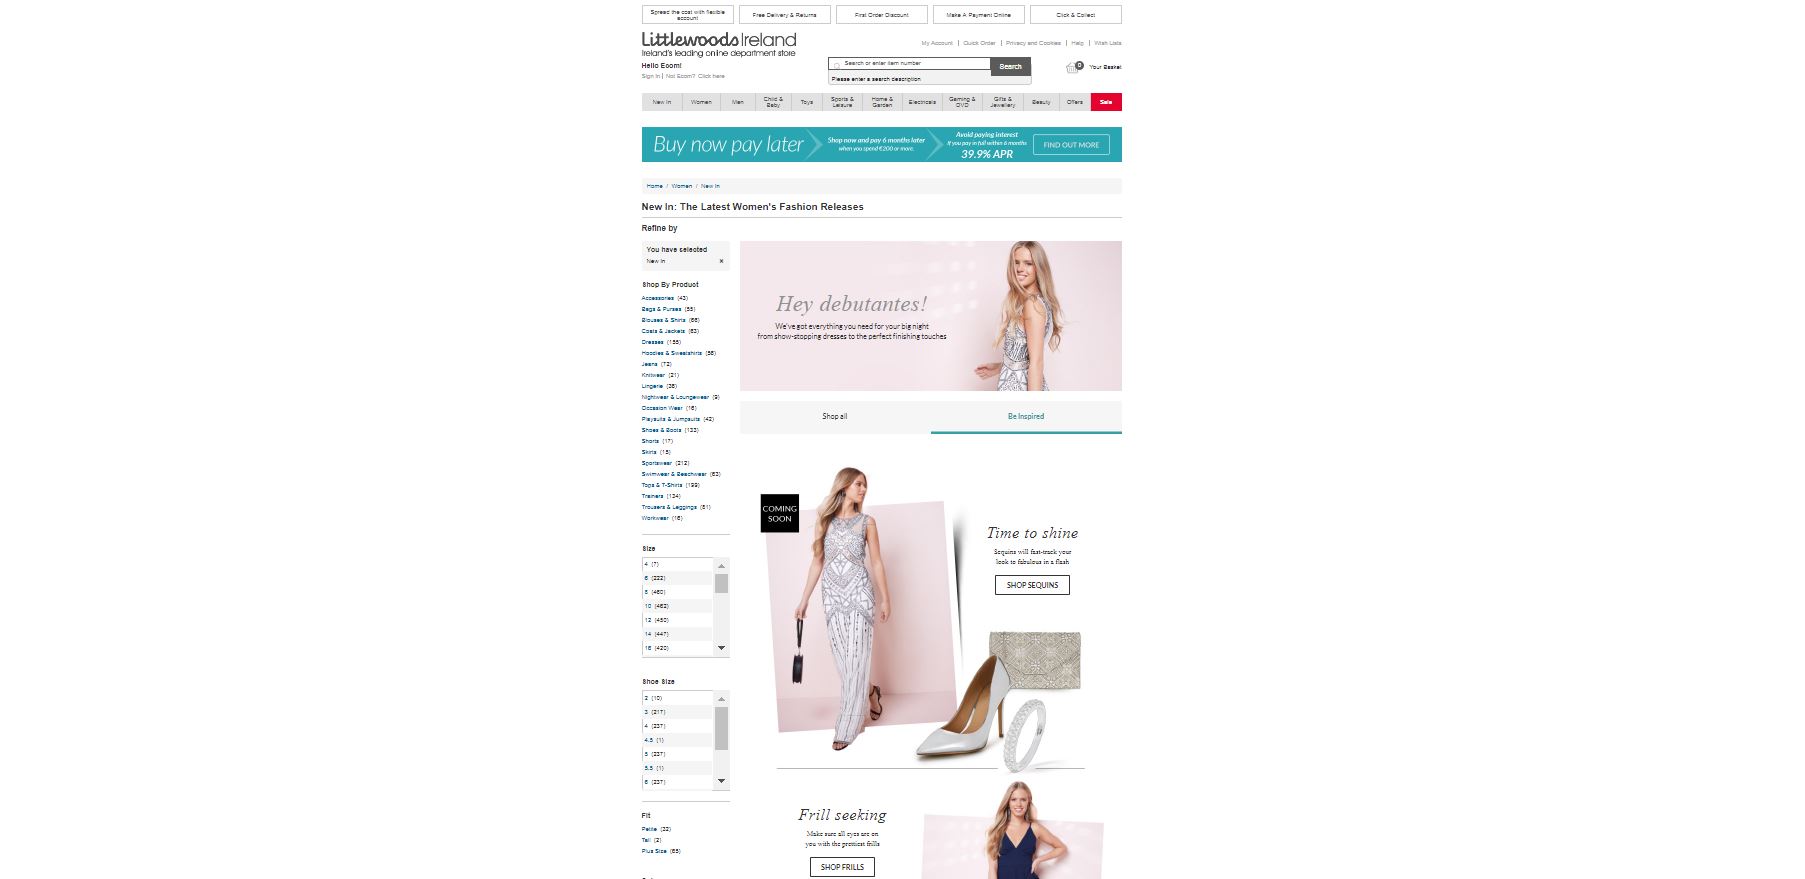 Spread the cost with flexible
account
Free Delivery & Returns
First Order Discount
Make A Payment Online
Click & Collect
Littlewoods Ireland
Ireland's leading online department store
My Account | Quick Order | Privacy and Cookies | Help | Wish Lists
Hello Ecom!
Sign in | Not Ecom? Click here
Search or enter item number
Search
Please enter a search description
0
Your Basket
New In
Women
Men
Child &
Baby
Toys
Sports &
Leisure
Home &
Garden
Electricals
Gaming &
DVD
Gifts &
Jewellery
Beauty
Offers
Sale
Buy now pay later
Shop now and pay 6 months later
when you spend €200 or more.
Avoid paying interest
if you pay in full within 6 months
39.9% APR
FIND OUT MORE
Home / Women / New In
New In: The Latest Women's Fashion Releases
Refine by
You have selected
New In
Shop By Product
Accessories (43)
Bags & Purses (55)
Blouses & Shirts (66)
Coats & Jackets (63)
Dresses (155)
Hoodies & Sweatshirts (56)
Jeans (72)
Knitwear (21)
Lingerie (38)
Nightwear & Loungewear (9)
Occasion Wear (16)
Playsuits & Jumpsuits (42)
Shoes & Boots (133)
Shorts (17)
Skirts (15)
Sportswear (212)
Swimwear & Beachwear (63)
Tops & T-Shirts (199)
Trainers (134)
Trousers & Leggings (81)
Workwear (16)
Size
4 (7)
6 (222)
8 (460)
10 (462)
12 (450)
14 (447)
16 (420)
Shoe Size
2 (10)
3 (217)
4 (237)
4.5 (1)
5 (237)
5.5 (1)
6 (237)
Fit
Petite (32)
Tall (2)
Plus Size (65)
Hey debutantes!
We've got everything you need for your big night
from show-stopping dresses to the perfect finishing touches
Shop all
Be Inspired
COMING
SOON
Time to shine
Sequins will fast-track your
look to fabulous in a flash
SHOP SEQUINS
Frill seeking
Make sure all eyes are on
you with the prettiest frills
SHOP FRILLS